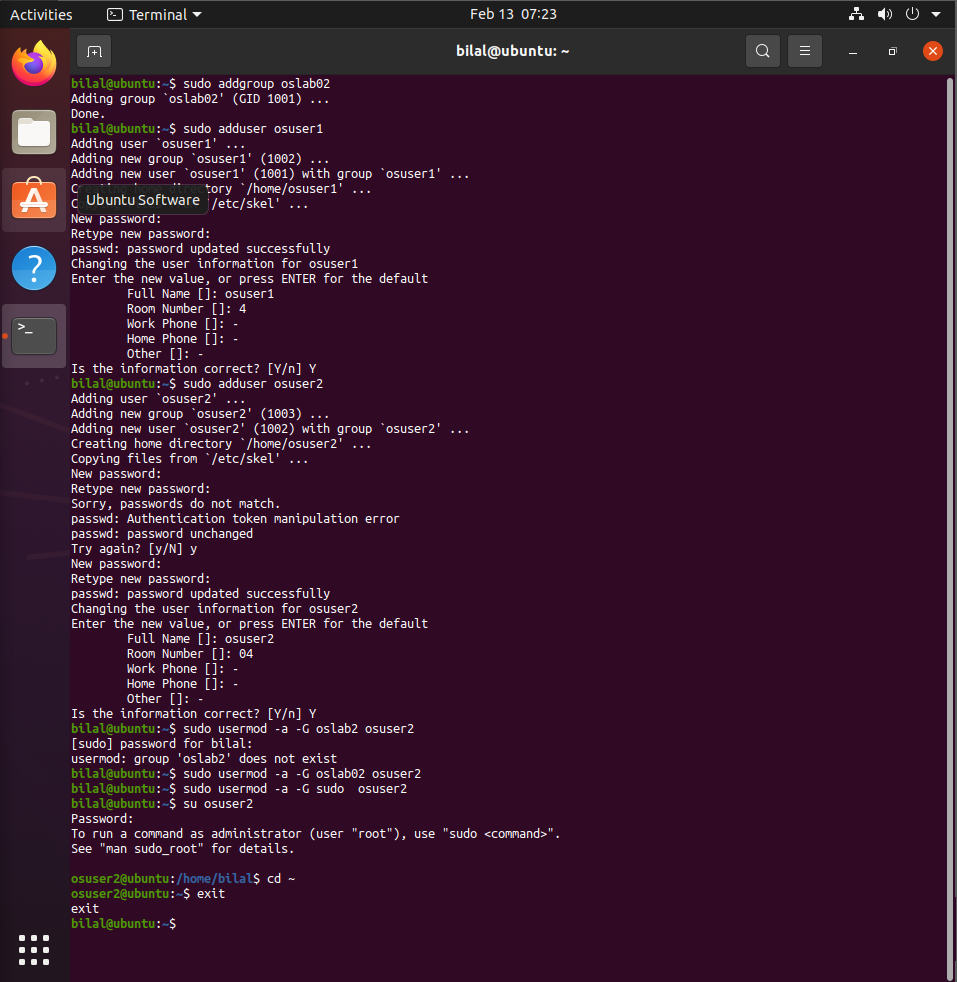 Activities
Terminal
Feb 13 07:23
bilal@ubuntu: ~
bilal@ubuntu:~$ sudo addgroup oslab02
Adding group `oslab02' (GID 1001) ...
Done.
bilal@ubuntu:~$ sudo adduser osuser1
Adding user `osuser1' ...
Adding new group `osuser1' (1002) ...
Adding new user `osuser1' (1001) with group `osuser1' ...
Creating home directory `/home/osuser1' ...
Ubuntu Software
`/etc/skel' ...
New password:
Retype new password:
passwd: password updated successfully
Changing the user information for osuser1
Enter the new value, or press ENTER for the default
Full Name []: osuser1
Room Number []: 4
Work Phone []: -
Home Phone []: -
Other []: -
Is the information correct? [Y/n] Y
bilal@ubuntu:~$ sudo adduser osuser2
Adding user `osuser2' ...
Adding new group `osuser2' (1003) ...
Adding new user `osuser2' (1002) with group `osuser2' ...
Creating home directory `/home/osuser2' ...
Copying files from `/etc/skel' ...
New password:
Retype new password:
Sorry, passwords do not match.
passwd: Authentication token manipulation error
passwd: password unchanged
Try again? [y/N] y
New password:
Retype new password:
passwd: password updated successfully
Changing the user information for osuser2
Enter the new value, or press ENTER for the default
Full Name []: osuser2
Room Number []: 04
Work Phone []: -
Home Phone []: -
Other []: -
Is the information correct? [Y/n] Y
bilal@ubuntu:~$ sudo usermod -a -G oslab2 osuser2
[sudo] password for bilal:
usermod: group 'oslab2' does not exist
bilal@ubuntu:~$ sudo usermod -a -G oslab02 osuser2
bilal@ubuntu:~$ sudo usermod -a -G sudo  osuser2
bilal@ubuntu:~$ su osuser2
Password:
To run a command as administrator (user "root"), use "sudo <command>".
See "man sudo_root" for details.
osuser2@ubuntu:/home/bilal$ cd ~
osuser2@ubuntu:~$ exit
exit
bilal@ubuntu:~$